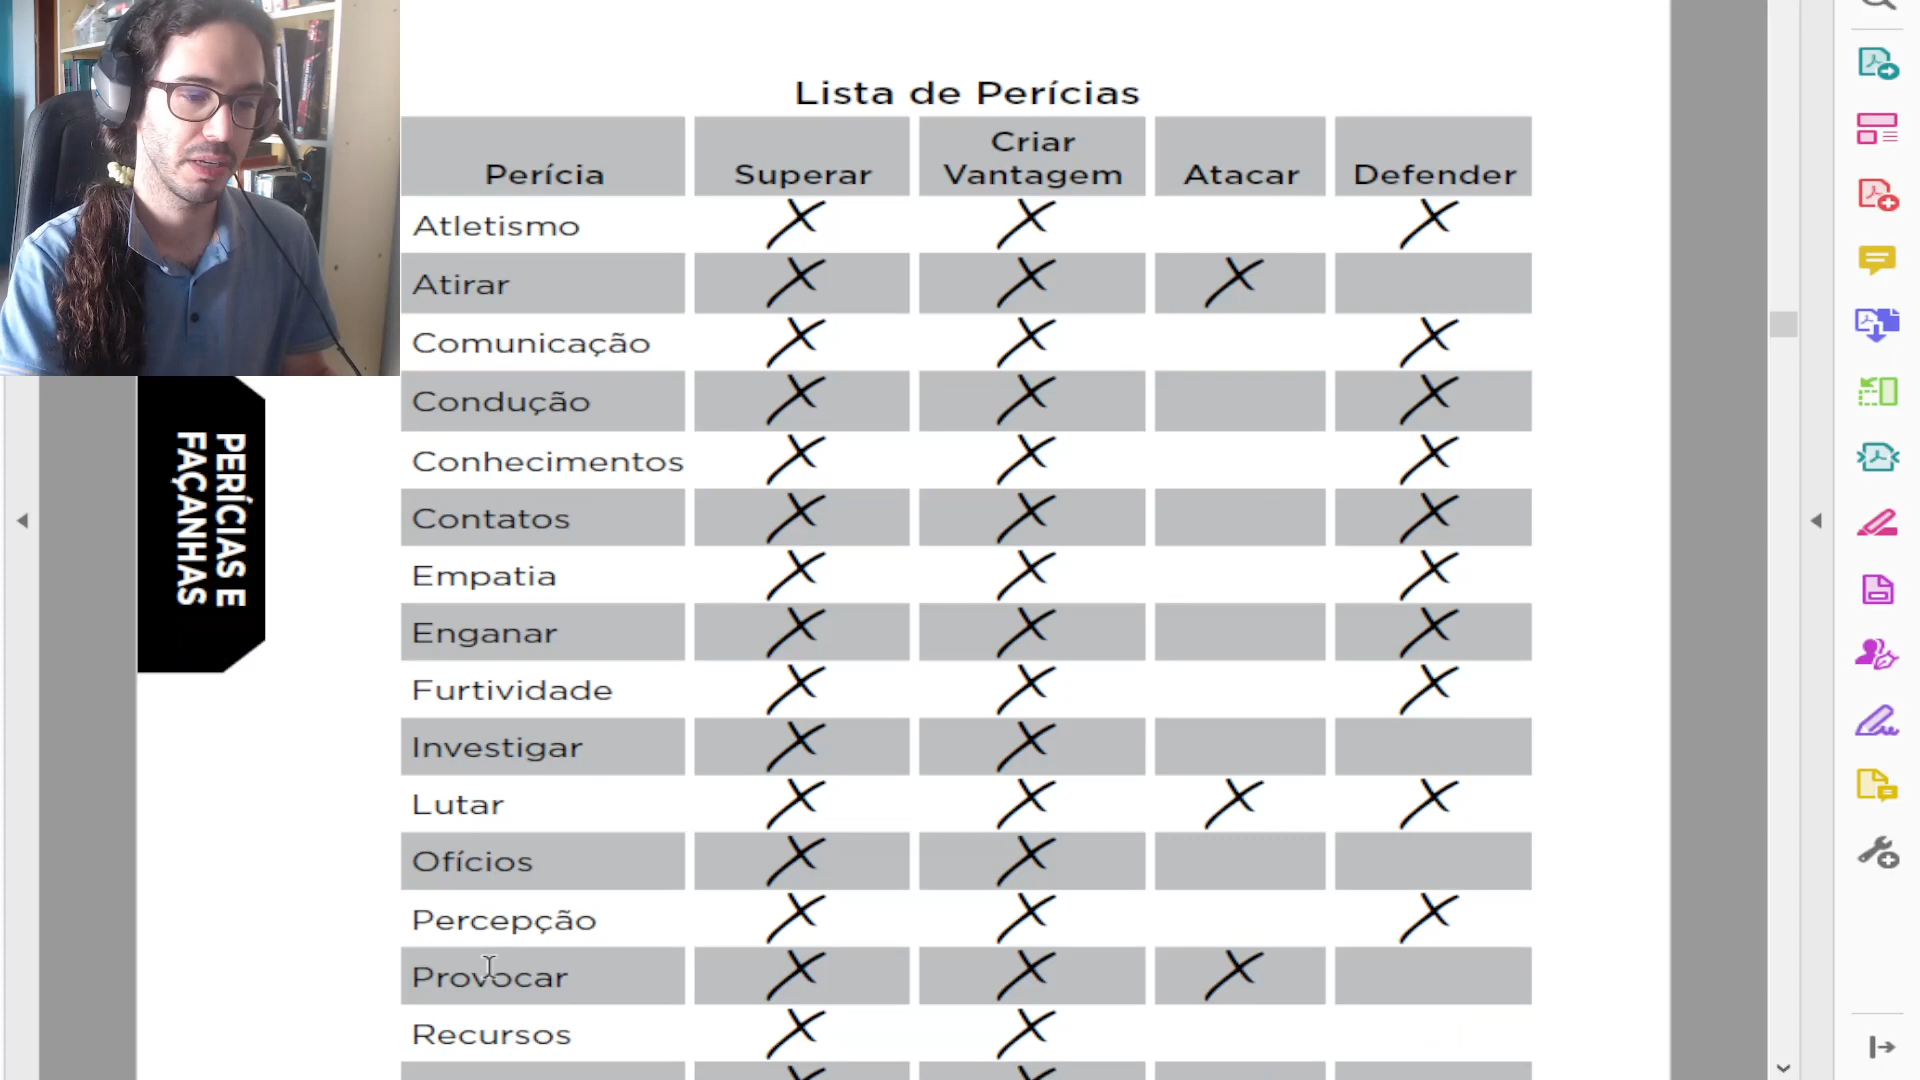 Lista de Perícias
Perícia Superar Criar Vantagem Atacar Defender
Atletismo X X X
Atirar X X X
Comunicação X X X
Condução X X X
Conhecimentos X X X
Contatos X X X
Empatia X X X
Enganar X X X
Furtividade X X X
Investigar X X
Lutar X X X X
Ofícios X X
Percepção X X X
Provocar X X X
Recursos X X
PERÍCIAS E
FAÇANHAS